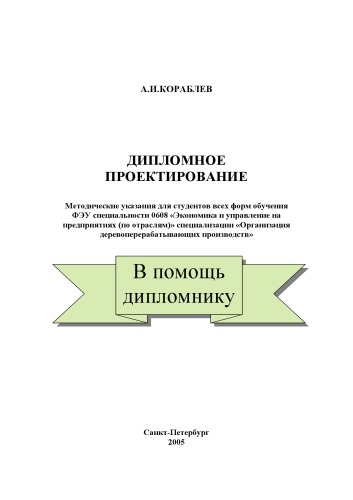 А.И.КОРАБЛЕВ
ДИПЛОМНОЕ
ПРОЕКТИРОВАНИЕ
Методические указания для студентов всех форм обучения
ФЭУ специальности 0608 «Экономика и управление на
предприятиях (по отраслям)» специализации «Организация
деревоперерабатывающих производств»
В помощь
дипломнику
Санкт-Петербург
2005